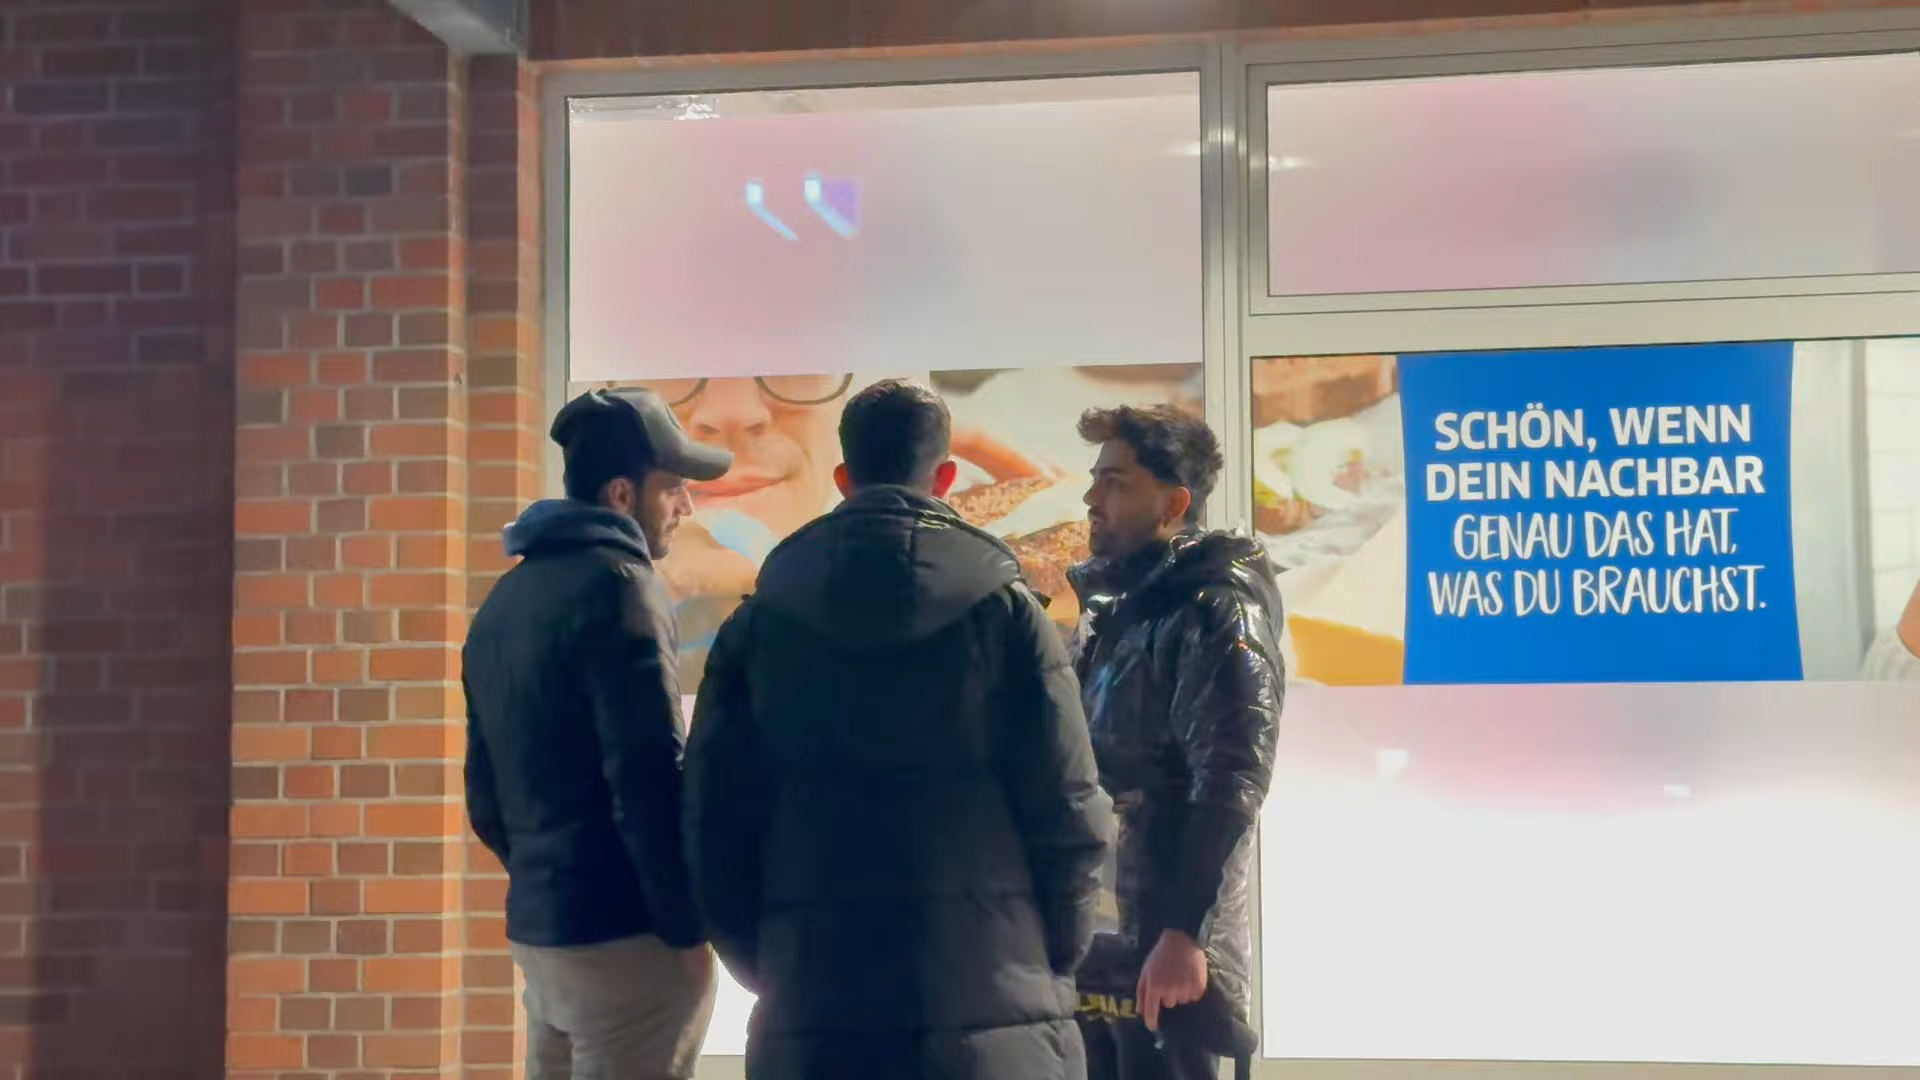 SCHÖN, WENN
DEIN NACHBAR
GENAU DAS HAT,
WAS DU BRAUCHST.